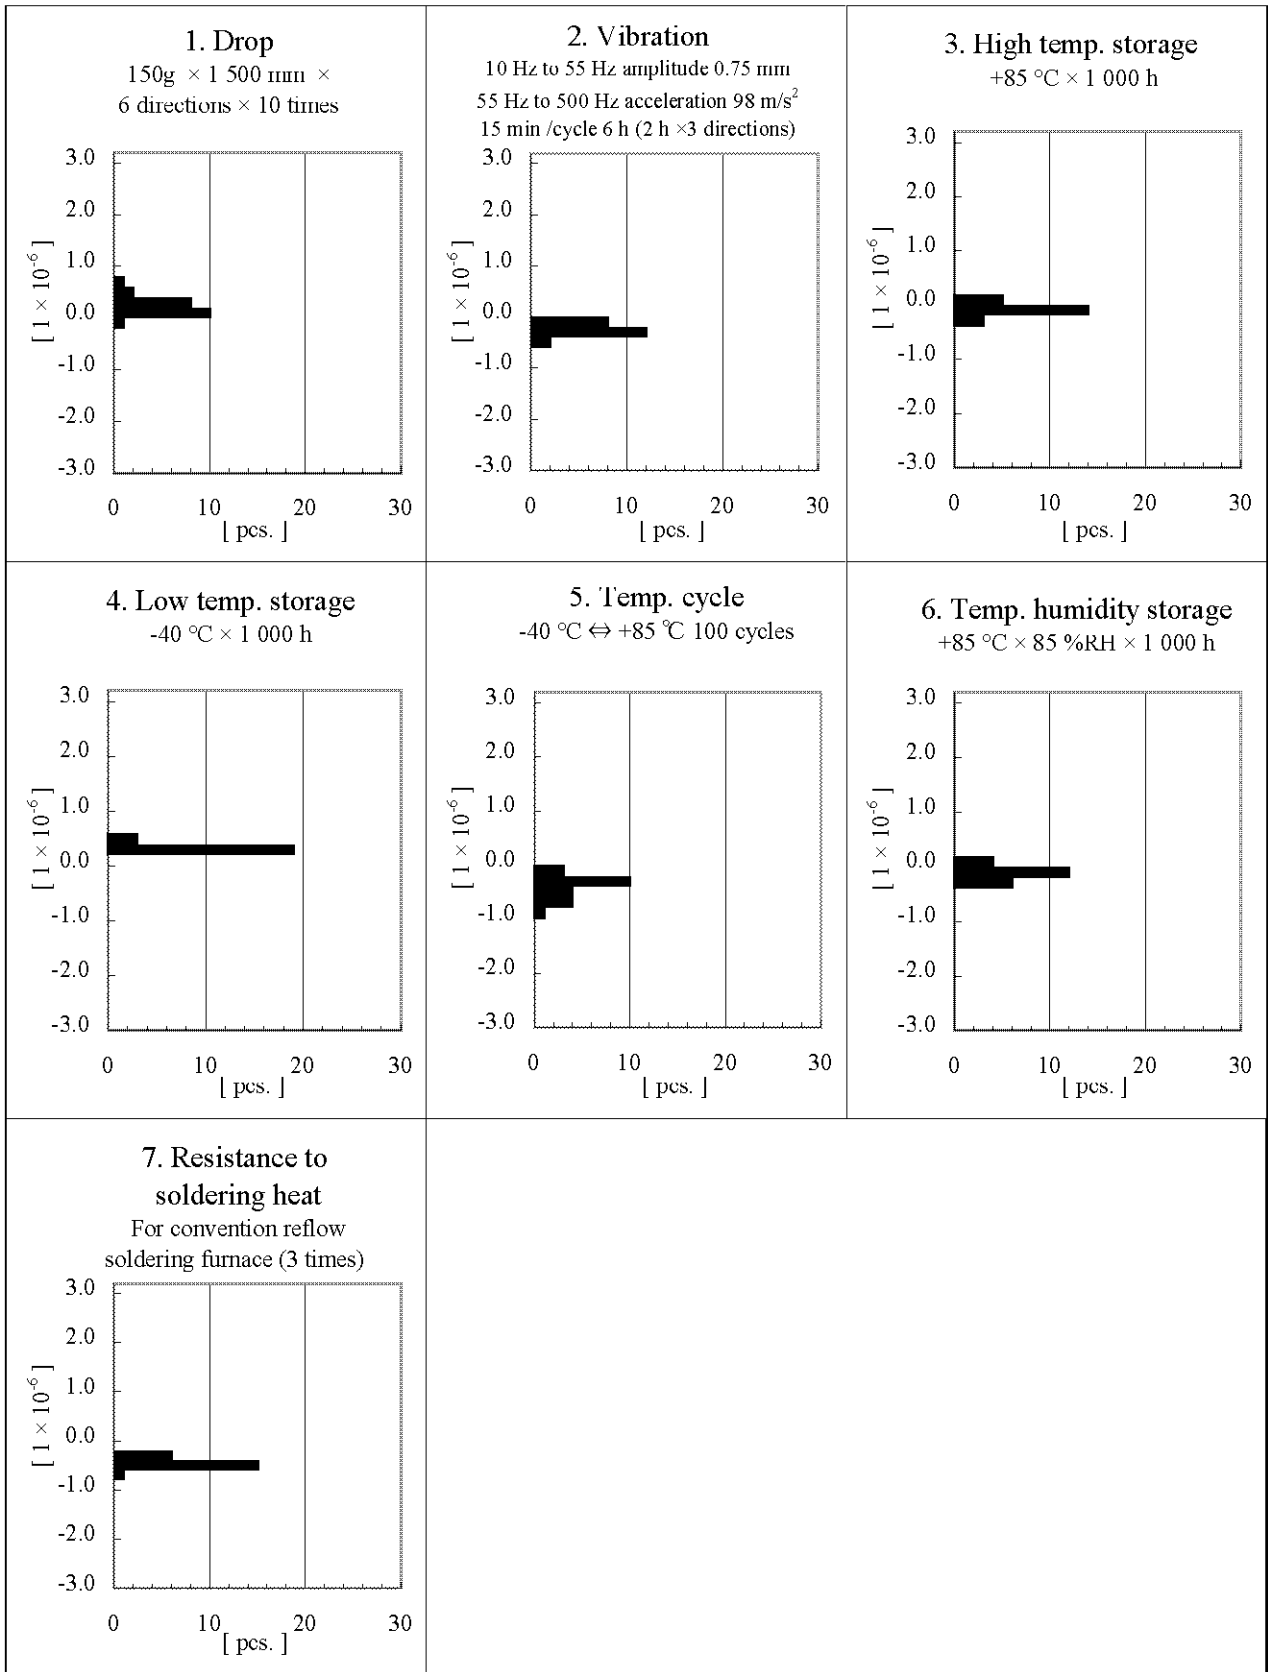 1. Drop
150g × 1 500 mm ×
6 directions × 10 times
3.0
2.0
1.0
0.0
-1.0
-2.0
-3.0
[ 1 × 10⁻⁶ ]
0 10 20 30
[ pcs. ]
2. Vibration
10 Hz to 55 Hz amplitude 0.75 mm
55 Hz to 500 Hz acceleration 98 m/s²
15 min /cycle 6 h (2 h ×3 directions)
3.0
2.0
1.0
0.0
-1.0
-2.0
-3.0
[ 1 × 10⁻⁶ ]
0 10 20 30
[ pcs. ]
3. High temp. storage
+85 °C × 1 000 h
3.0
2.0
1.0
0.0
-1.0
-2.0
-3.0
[ 1 × 10⁻⁶ ]
0 10 20 30
[ pcs. ]
4. Low temp. storage
-40 °C × 1 000 h
3.0
2.0
1.0
0.0
-1.0
-2.0
-3.0
[ 1 × 10⁻⁶ ]
0 10 20 30
[ pcs. ]
5. Temp. cycle
-40 °C ⇔ +85 °C 100 cycles
3.0
2.0
1.0
0.0
-1.0
-2.0
-3.0
[ 1 × 10⁻⁶ ]
0 10 20 30
[ pcs. ]
6. Temp. humidity storage
+85 °C × 85 %RH × 1 000 h
3.0
2.0
1.0
0.0
-1.0
-2.0
-3.0
[ 1 × 10⁻⁶ ]
0 10 20 30
[ pcs. ]
7. Resistance to
soldering heat
For convention reflow
soldering furnace (3 times)
3.0
2.0
1.0
0.0
-1.0
-2.0
-3.0
[ 1 × 10⁻⁶ ]
0 10 20 30
[ pcs. ]